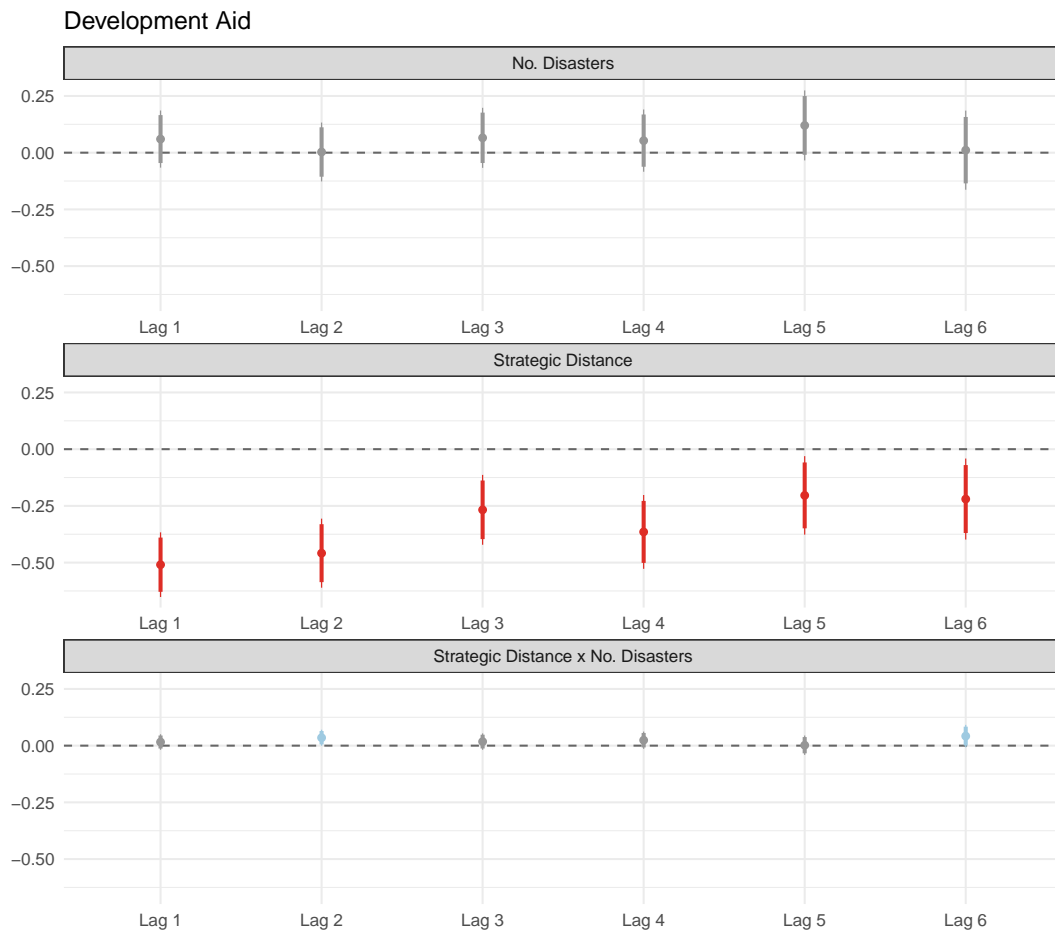 Development Aid
No. Disasters
0.25
0.00
−0.25
−0.50
Lag 1 Lag 2 Lag 3 Lag 4 Lag 5 Lag 6
Strategic Distance
0.25
0.00
−0.25
−0.50
Lag 1 Lag 2 Lag 3 Lag 4 Lag 5 Lag 6
Strategic Distance x No. Disasters
0.25
0.00
−0.25
−0.50
Lag 1 Lag 2 Lag 3 Lag 4 Lag 5 Lag 6